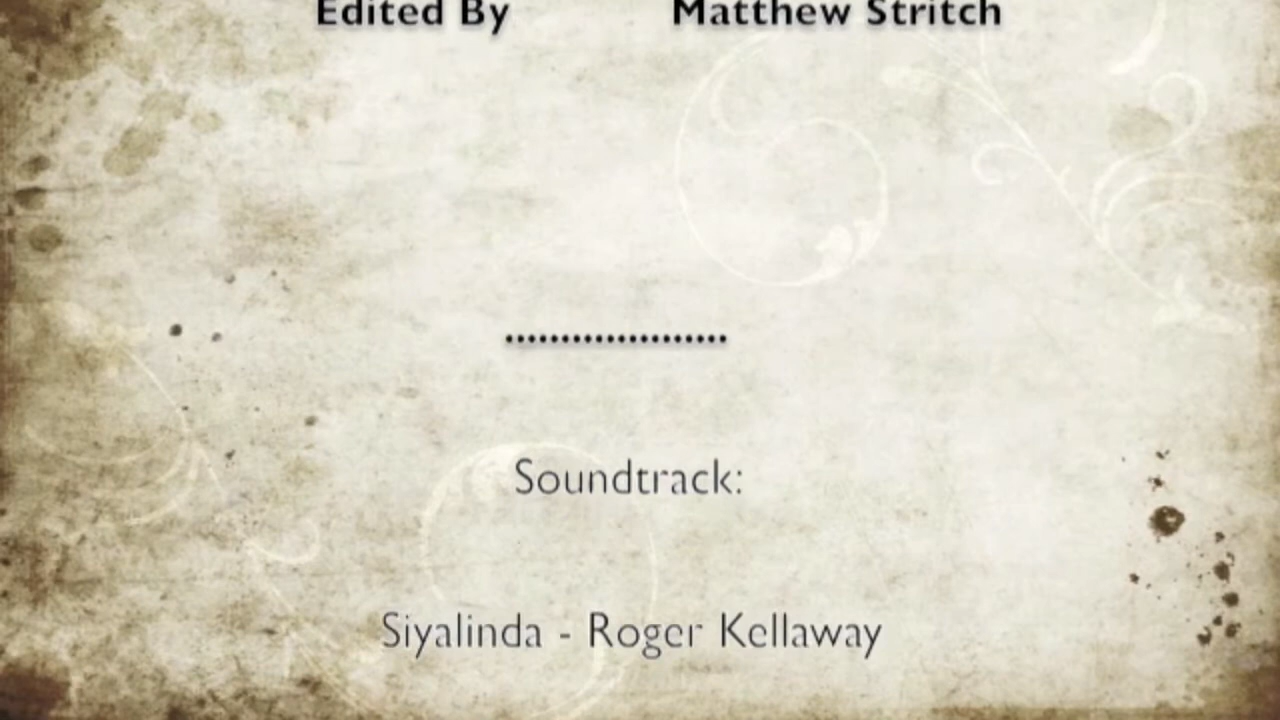 Edited By Matthew Stritch
....................
Soundtrack:
Siyalinda - Roger Kellaway